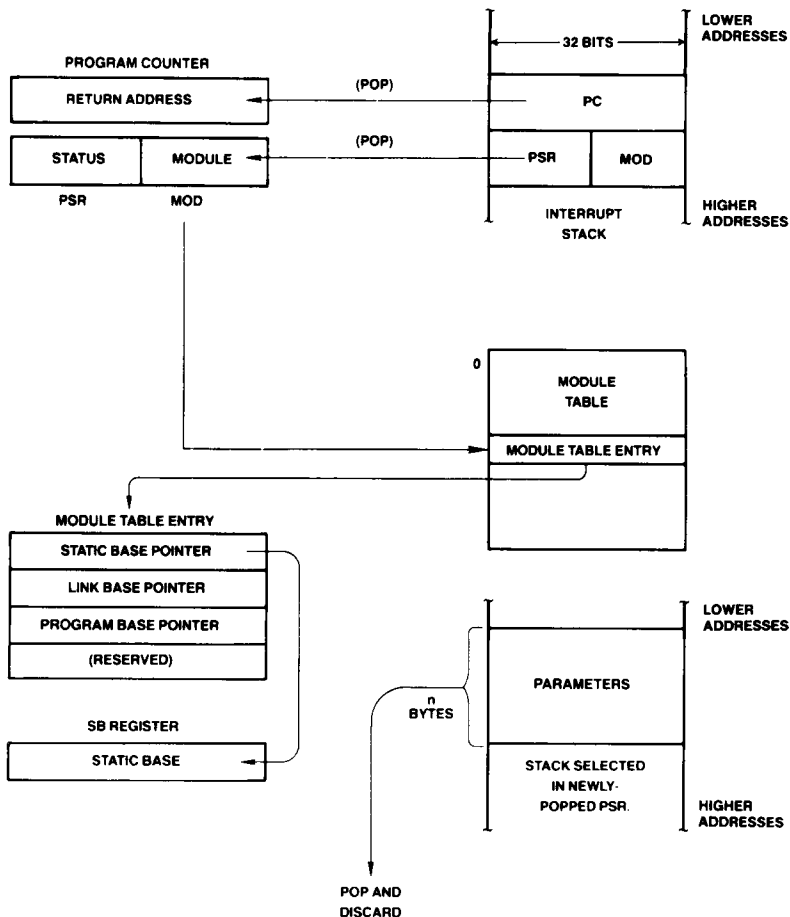 LOWER
ADDRESSES
32 BITS
PROGRAM COUNTER
RETURN ADDRESS
(POP)
PC
STATUS
MODULE
(POP)
PSR
MOD
PSR
MOD
INTERRUPT
STACK
HIGHER
ADDRESSES
0
MODULE
TABLE
MODULE TABLE ENTRY
MODULE TABLE ENTRY
STATIC BASE POINTER
LINK BASE POINTER
PROGRAM BASE POINTER
(RESERVED)
LOWER
ADDRESSES
PARAMETERS
n
BYTES
SB REGISTER
STATIC BASE
STACK SELECTED
IN NEWLY-
POPPED PSR.
HIGHER
ADDRESSES
POP AND
DISCARD